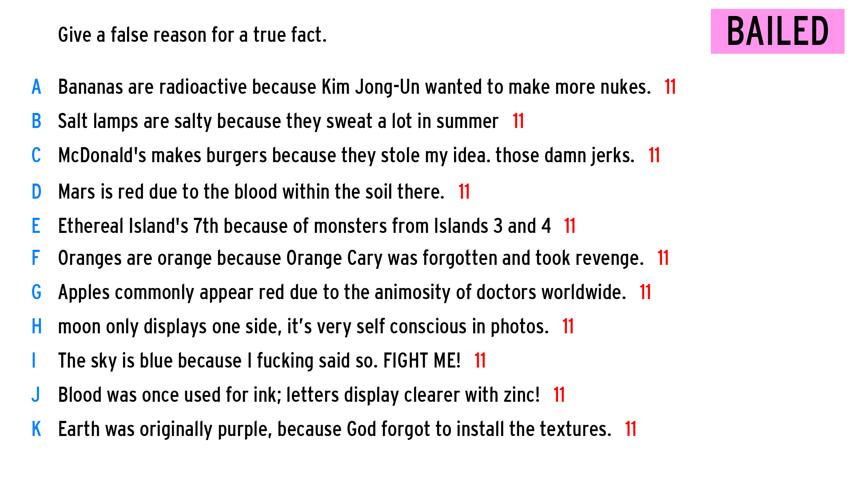 Give a false reason for a true fact.
BAILED
A Bananas are radioactive because Kim Jong-Un wanted to make more nukes. 11
B Salt lamps are salty because they sweat a lot in summer 11
C McDonald's makes burgers because they stole my idea. those damn jerks. 11
D Mars is red due to the blood within the soil there. 11
E Ethereal Island's 7th because of monsters from Islands 3 and 4 11
F Oranges are orange because Orange Cary was forgotten and took revenge. 11
G Apples commonly appear red due to the animosity of doctors worldwide. 11
H moon only displays one side, it’s very self conscious in photos. 11
I The sky is blue because I fucking said so. FIGHT ME! 11
J Blood was once used for ink; letters display clearer with zinc! 11
K Earth was originally purple, because God forgot to install the textures. 11